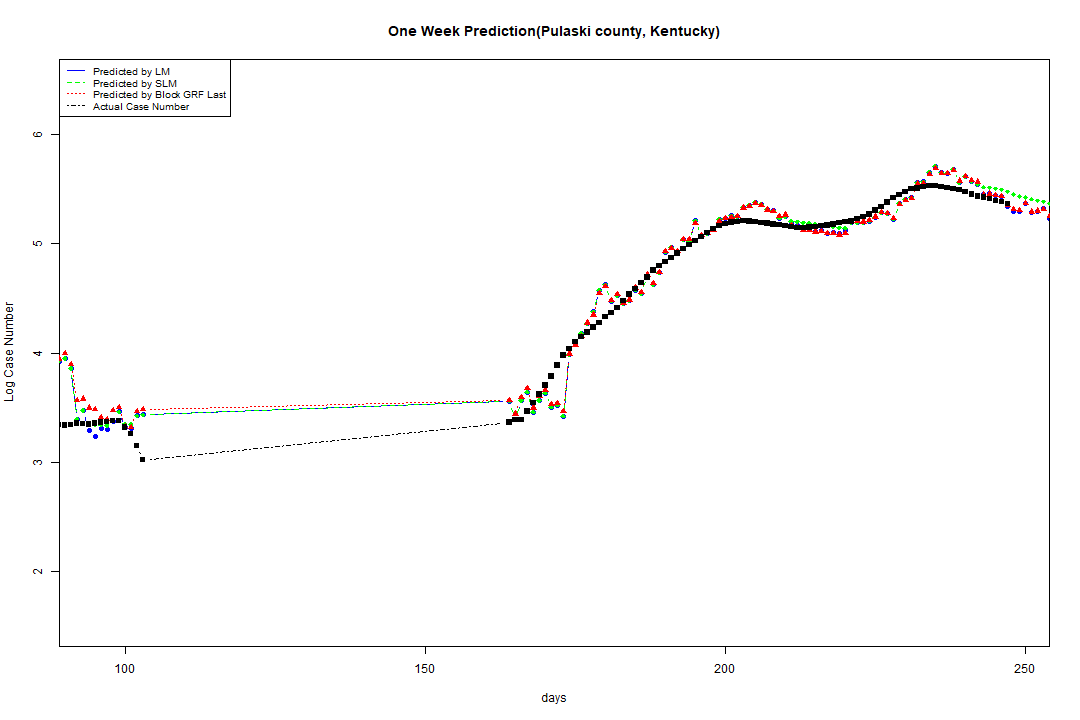 One Week Prediction(Pulaski county, Kentucky)
Predicted by LM
Predicted by SLM
Predicted by Block GRF Last
Actual Case Number
6
5
4
3
2
Log Case Number
100 150 200 250
days